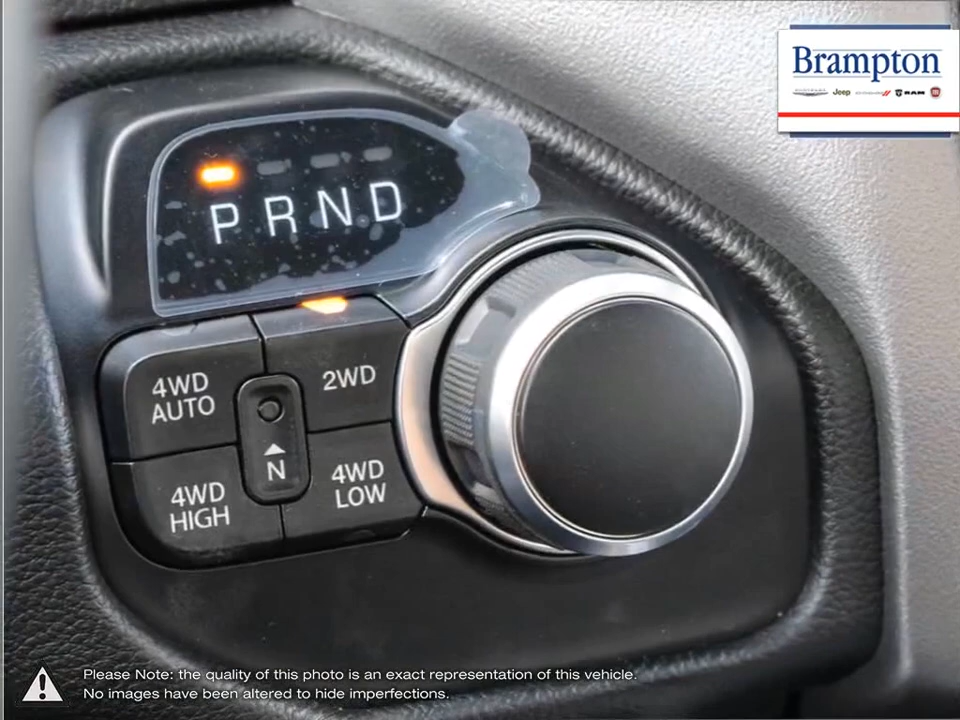 Brampton
Jeep RAM
P R N D
4WD AUTO
2WD
N
4WD HIGH
4WD LOW
Please Note: the quality of this photo is an exact representation of this vehicle.
No images have been altered to hide imperfections.